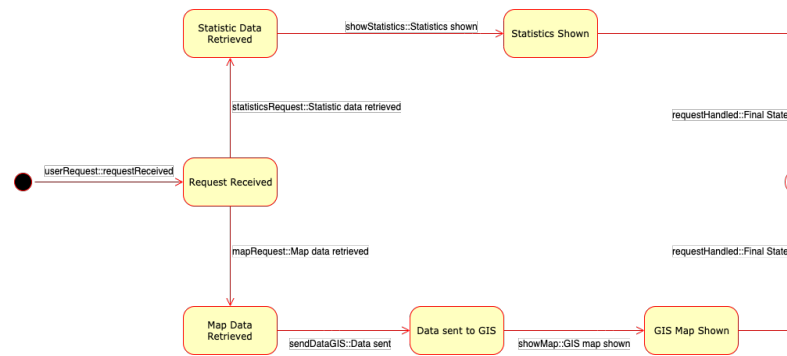 Statistic Data
Retrieved
showStatistics::Statistics shown
Statistics Shown
statisticsRequest::Statistic data retrieved
requestHandled::Final State
userRequest::requestReceived
Request Received
mapRequest::Map data retrieved
requestHandled::Final State
Map Data
Retrieved
sendDataGIS::Data sent
Data sent to GIS
showMap::GIS map shown
GIS Map Shown